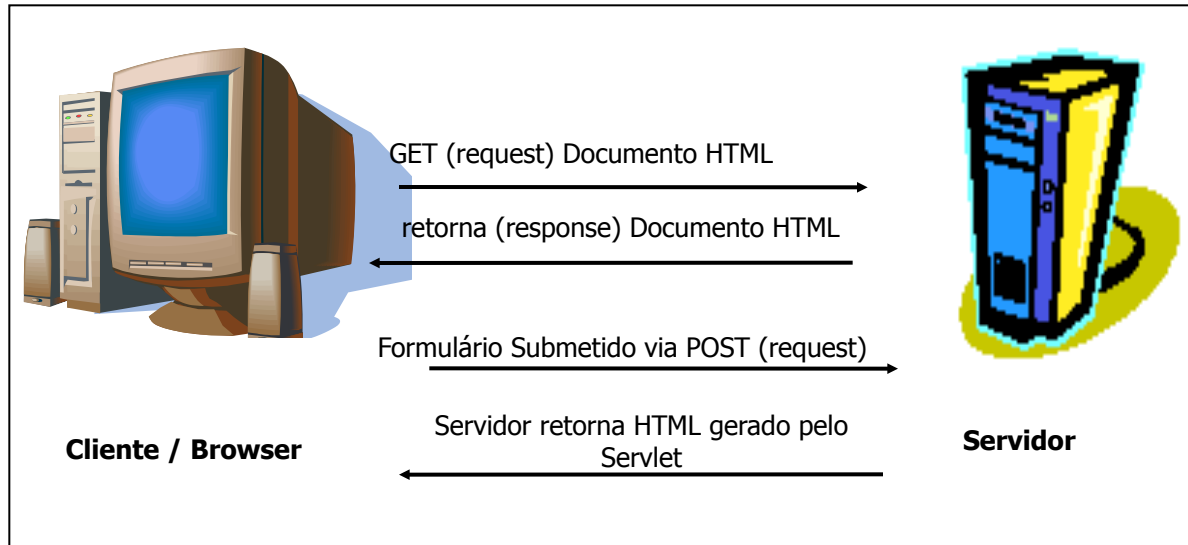 GET (request) Documento HTML
retorna (response) Documento HTML
Formulário Submetido via POST (request)
Servidor retorna HTML gerado pelo
Servlet
Cliente / Browser
Servidor